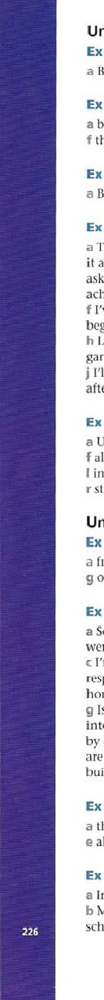 Un
Ex
a B
Ex
a b
f th
Ex
a B
Ex
a T
it a
ask
ach
f I'v
beg
h L
gar
j I'l
afte
Ex
a U
f al
l in
r st
Un
Ex
a fr
g o
Ex
a So
wer
c I'r
resp
hor
g Is
inte
by
are
bui
Ex
a th
e al
Ex
a In
b M
sch
226